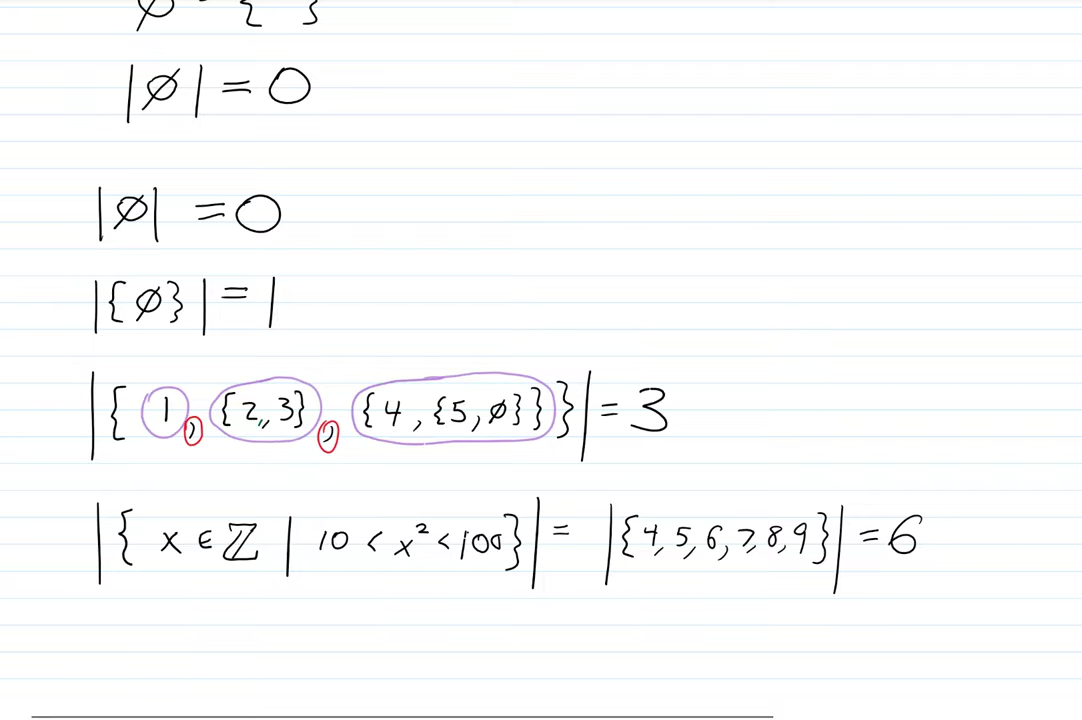 ∅ = { }
|∅| = 0
|∅| = 0
|{∅}| = 1
|{ 1, {2,, 3}, {4, {5, ∅}}}| = 3
|{ x ∈ ℤ | 10 < x² < 100}| = |{4, 5, 6, 7, 8, 9}| = 6